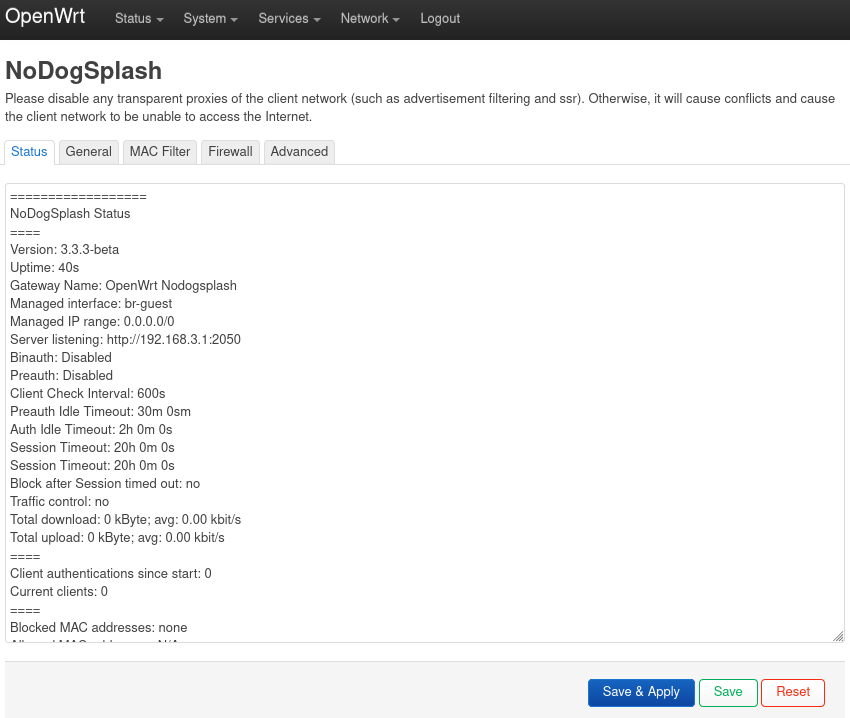 OpenWrt Status System Services Network Logout
NoDogSplash
Please disable any transparent proxies of the client network (such as advertisement filtering and ssr). Otherwise, it will cause conflicts and cause
the client network to be unable to access the Internet.
Status General MAC Filter Firewall Advanced
==================
NoDogSplash Status
====
Version: 3.3.3-beta
Uptime: 40s
Gateway Name: OpenWrt Nodogsplash
Managed interface: br-guest
Managed IP range: 0.0.0.0/0
Server listening: http://192.168.3.1:2050
Binauth: Disabled
Preauth: Disabled
Client Check Interval: 600s
Preauth Idle Timeout: 30m 0sm
Auth Idle Timeout: 2h 0m 0s
Session Timeout: 20h 0m 0s
Session Timeout: 20h 0m 0s
Block after Session timed out: no
Traffic control: no
Total download: 0 kByte; avg: 0.00 kbit/s
Total upload: 0 kByte; avg: 0.00 kbit/s
====
Client authentications since start: 0
Current clients: 0
====
Blocked MAC addresses: none
Save & Apply Save Reset